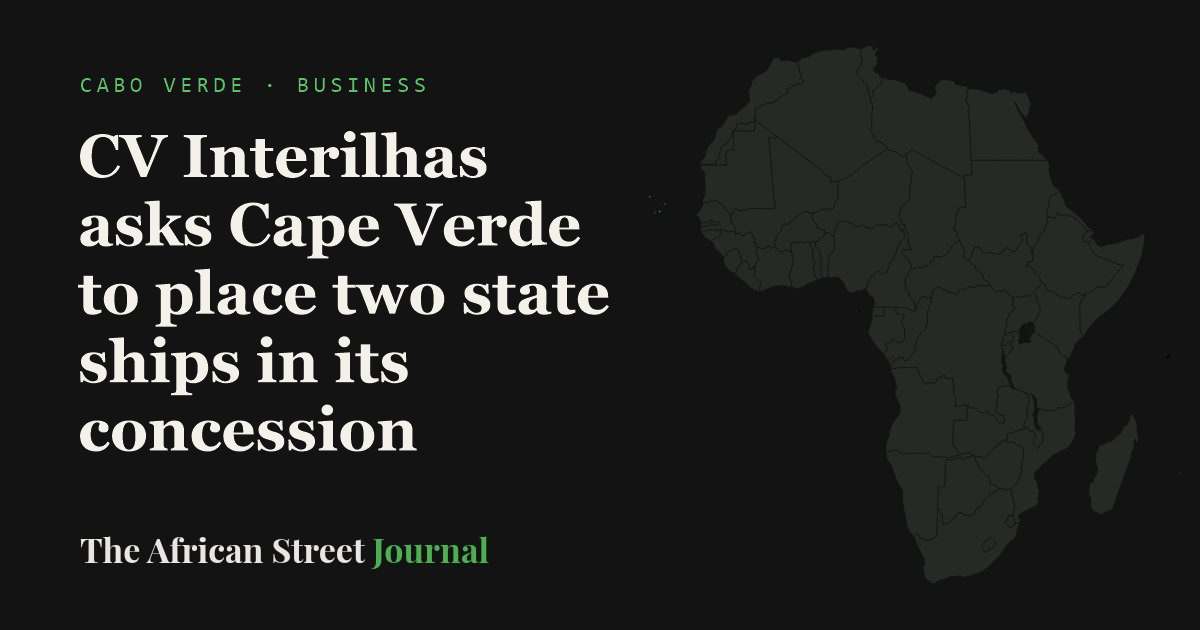 CABO VERDE · BUSINESS
CV Interilhas
asks Cape Verde
to place two state
ships in its
concession
The African Street Journal